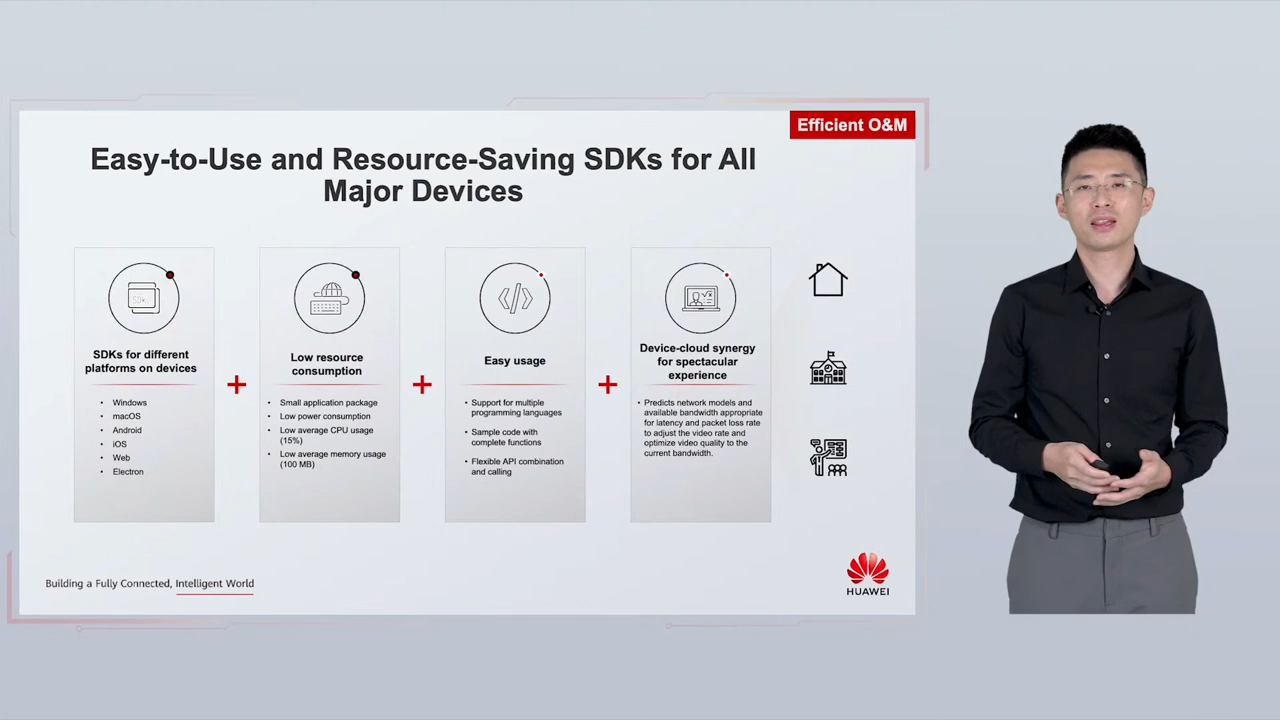 Efficient O&M
Easy-to-Use and Resource-Saving SDKs for All
Major Devices
SDKs for different
platforms on devices
• Windows
• macOS
• Android
• iOS
• Web
• Electron
+
Low resource
consumption
• Small application package
• Low power consumption
• Low average CPU usage
(15%)
• Low average memory usage
(100 MB)
+
Easy usage
• Support for multiple
programming languages
• Sample code with
complete functions
• Flexible API combination
and calling
+
Device-cloud synergy
for spectacular
experience
• Predicts network models and
available bandwidth appropriate
for latency and packet loss rate
to adjust the video rate and
optimize video quality to the
current bandwidth.
Building a Fully Connected, Intelligent World
HUAWEI